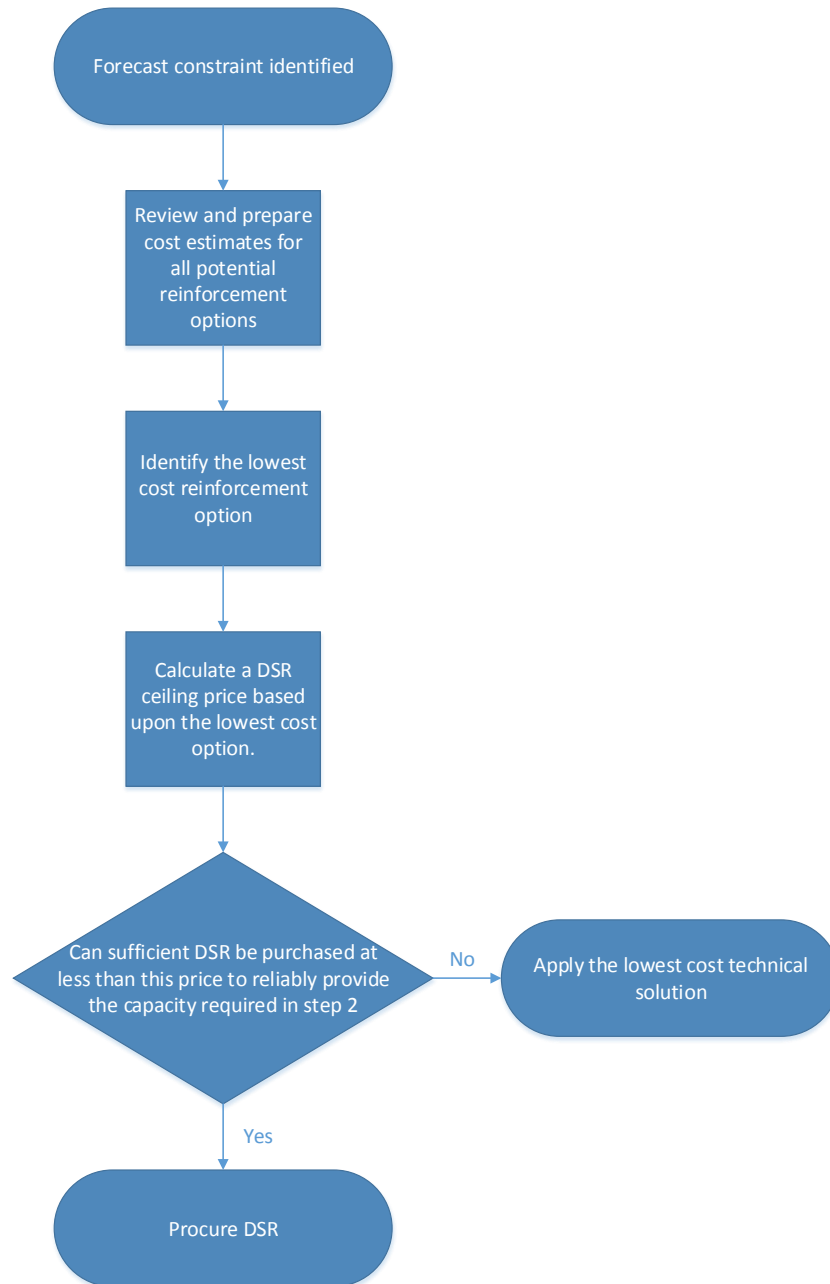 Forecast constraint identified
Review and prepare
cost estimates for
all potential
reinforcement
options
Identify the lowest
cost reinforcement
option
Calculate a DSR
ceiling price based
upon the lowest cost
option.
Can sufficient DSR be purchased at
less than this price to reliably provide
the capacity required in step 2
No
Apply the lowest cost technical
solution
Yes
Procure DSR